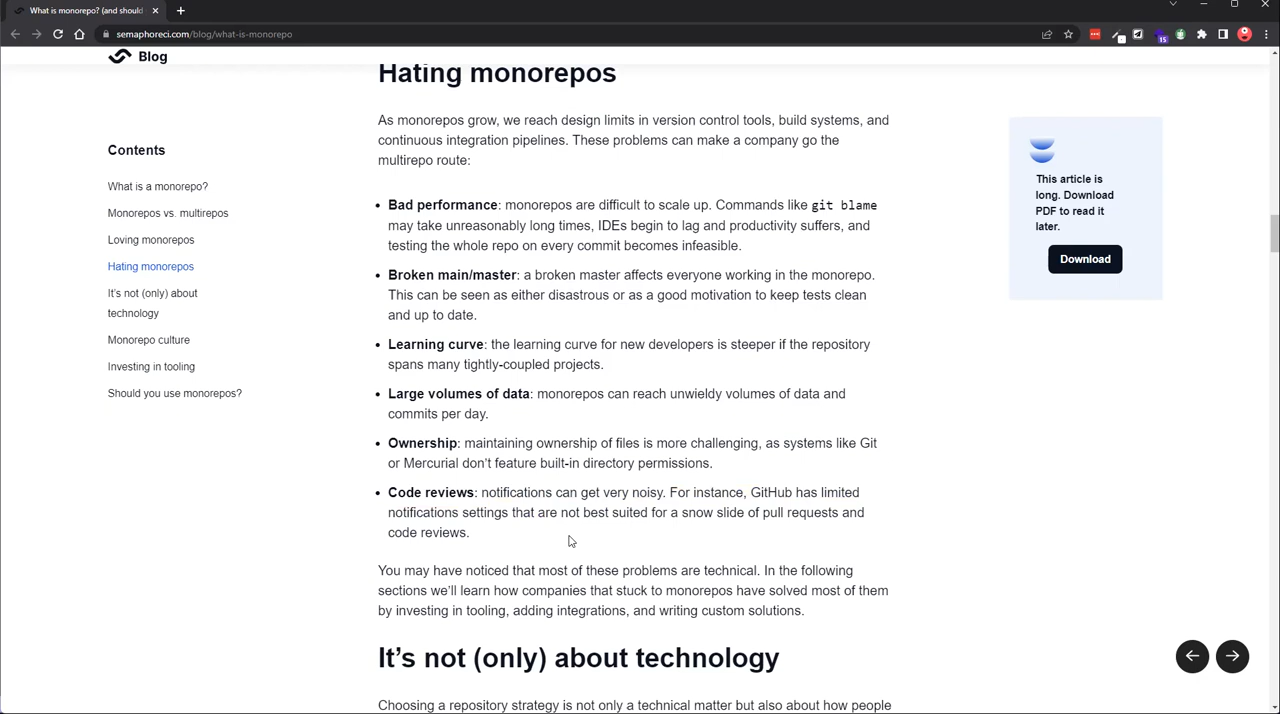 What is monorepo? (and should
semaphoreci.com/blog/what-is-monorepo
15
Blog
Contents
What is a monorepo?
Monorepos vs. multirepos
Loving monorepos
Hating monorepos
It's not (only) about
technology
Monorepo culture
Investing in tooling
Should you use monorepos?
Hating monorepos
As monorepos grow, we reach design limits in version control tools, build systems, and
continuous integration pipelines. These problems can make a company go the
multirepo route:
• Bad performance: monorepos are difficult to scale up. Commands like git blame
may take unreasonably long times, IDEs begin to lag and productivity suffers, and
testing the whole repo on every commit becomes infeasible.
• Broken main/master: a broken master affects everyone working in the monorepo.
This can be seen as either disastrous or as a good motivation to keep tests clean
and up to date.
• Learning curve: the learning curve for new developers is steeper if the repository
spans many tightly-coupled projects.
• Large volumes of data: monorepos can reach unwieldy volumes of data and
commits per day.
• Ownership: maintaining ownership of files is more challenging, as systems like Git
or Mercurial don't feature built-in directory permissions.
• Code reviews: notifications can get very noisy. For instance, GitHub has limited
notifications settings that are not best suited for a snow slide of pull requests and
code reviews.
You may have noticed that most of these problems are technical. In the following
sections we'll learn how companies that stuck to monorepos have solved most of them
by investing in tooling, adding integrations, and writing custom solutions.
It's not (only) about technology
Choosing a repository strategy is not only a technical matter but also about how people
This article is
long. Download
PDF to read it
later.
Download